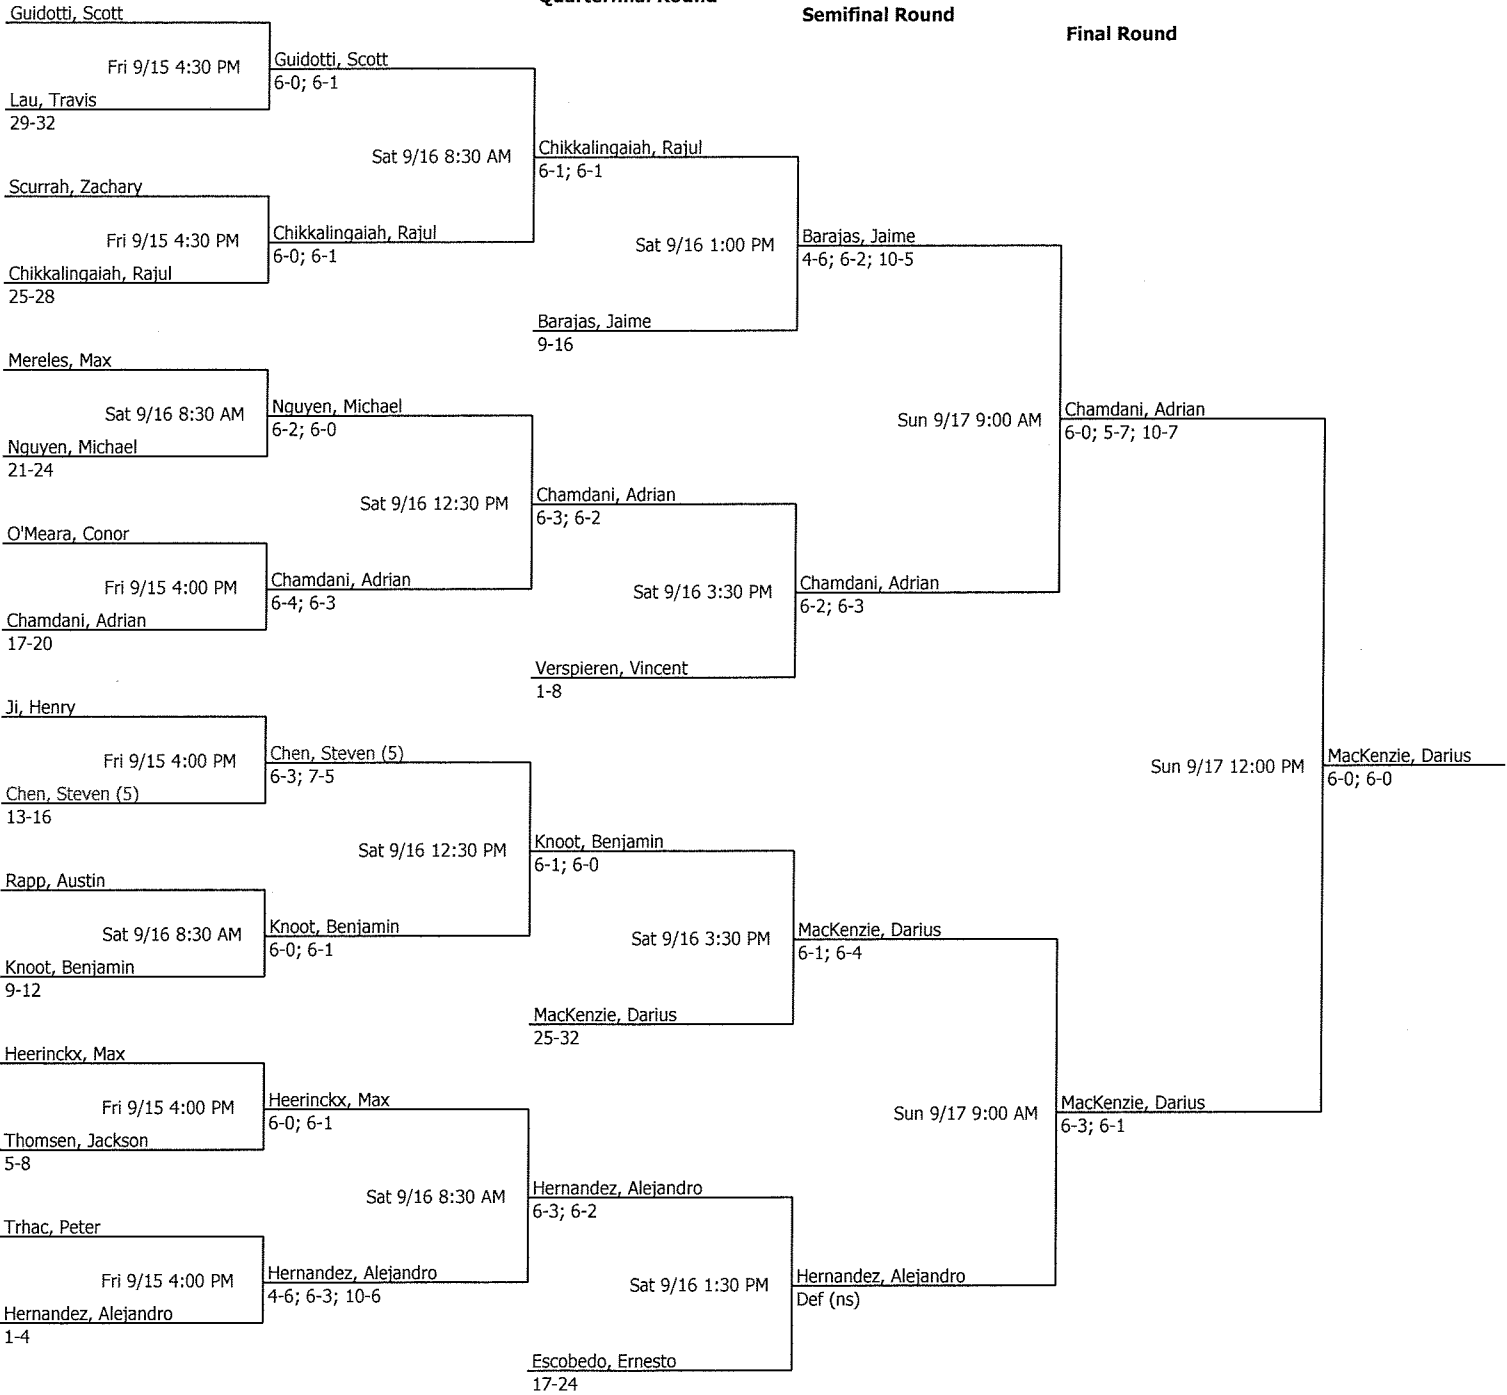 Quarterfinal Round
Semifinal Round
Final Round
Guidotti, Scott
Fri 9/15 4:30 PM
Guidotti, Scott
6-0; 6-1
Lau, Travis
29-32
Sat 9/16 8:30 AM
Chikkalingaiah, Rajul
6-1; 6-1
Scurrah, Zachary
Fri 9/15 4:30 PM
Chikkalingaiah, Rajul
6-0; 6-1
Chikkalingaiah, Rajul
25-28
Sat 9/16 1:00 PM
Barajas, Jaime
4-6; 6-2; 10-5
Barajas, Jaime
9-16
Mereles, Max
Sat 9/16 8:30 AM
Nguyen, Michael
6-2; 6-0
Nguyen, Michael
21-24
Sun 9/17 9:00 AM
Chamdani, Adrian
6-0; 5-7; 10-7
Sat 9/16 12:30 PM
Chamdani, Adrian
6-3; 6-2
O'Meara, Conor
Fri 9/15 4:00 PM
Chamdani, Adrian
6-4; 6-3
Chamdani, Adrian
17-20
Sat 9/16 3:30 PM
Chamdani, Adrian
6-2; 6-3
Verspieren, Vincent
1-8
Ji, Henry
Fri 9/15 4:00 PM
Chen, Steven (5)
6-3; 7-5
Chen, Steven (5)
13-16
Sun 9/17 12:00 PM
MacKenzie, Darius
6-0; 6-0
Sat 9/16 12:30 PM
Knoot, Benjamin
6-1; 6-0
Rapp, Austin
Sat 9/16 8:30 AM
Knoot, Benjamin
6-0; 6-1
Knoot, Benjamin
9-12
Sat 9/16 3:30 PM
MacKenzie, Darius
6-1; 6-4
MacKenzie, Darius
25-32
Heerinckx, Max
Fri 9/15 4:00 PM
Heerinckx, Max
6-0; 6-1
Thomsen, Jackson
5-8
Sun 9/17 9:00 AM
MacKenzie, Darius
6-3; 6-1
Sat 9/16 8:30 AM
Hernandez, Alejandro
6-3; 6-2
Trhac, Peter
Fri 9/15 4:00 PM
Hernandez, Alejandro
4-6; 6-3; 10-6
Hernandez, Alejandro
1-4
Sat 9/16 1:30 PM
Hernandez, Alejandro
Def (ns)
Escobedo, Ernesto
17-24